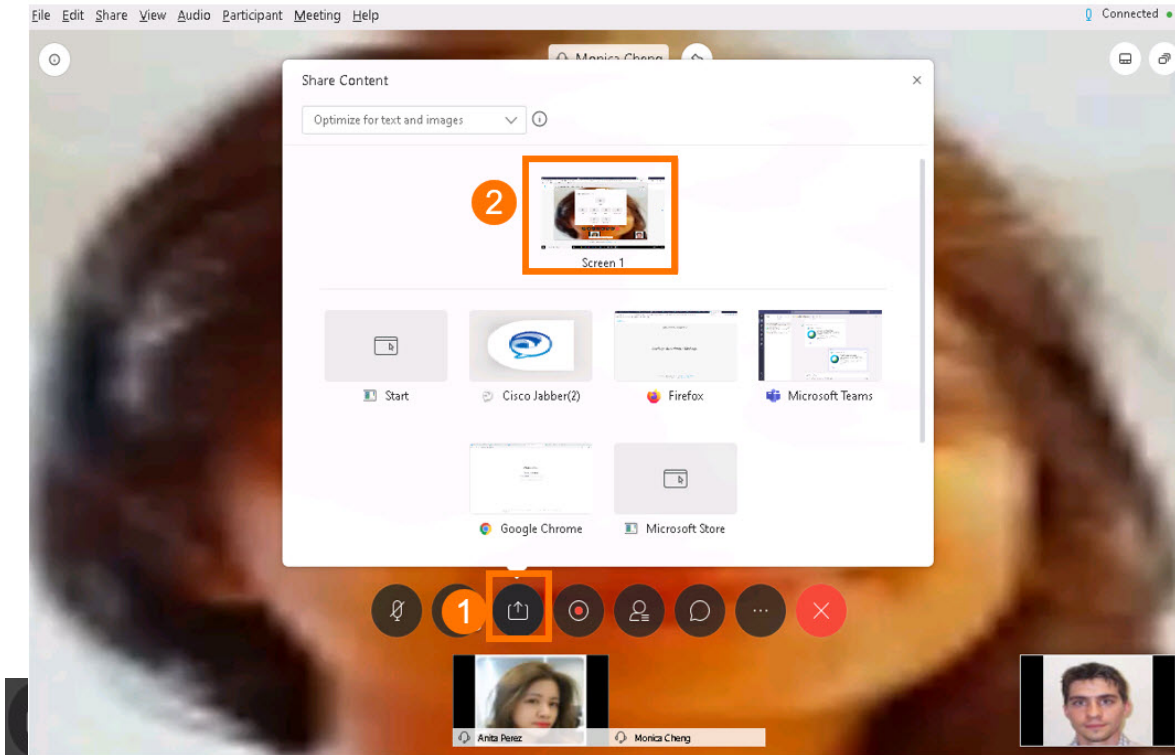 File Edit Share View Audio Participant Meeting Help
Connected
Monica Cheng
Share Content
Optimize for text and images
2
Screen 1
Start
Cisco Jabber(2)
Firefox
Microsoft Teams
Google Chrome
Microsoft Store
1
Anita Perez
Monica Cheng